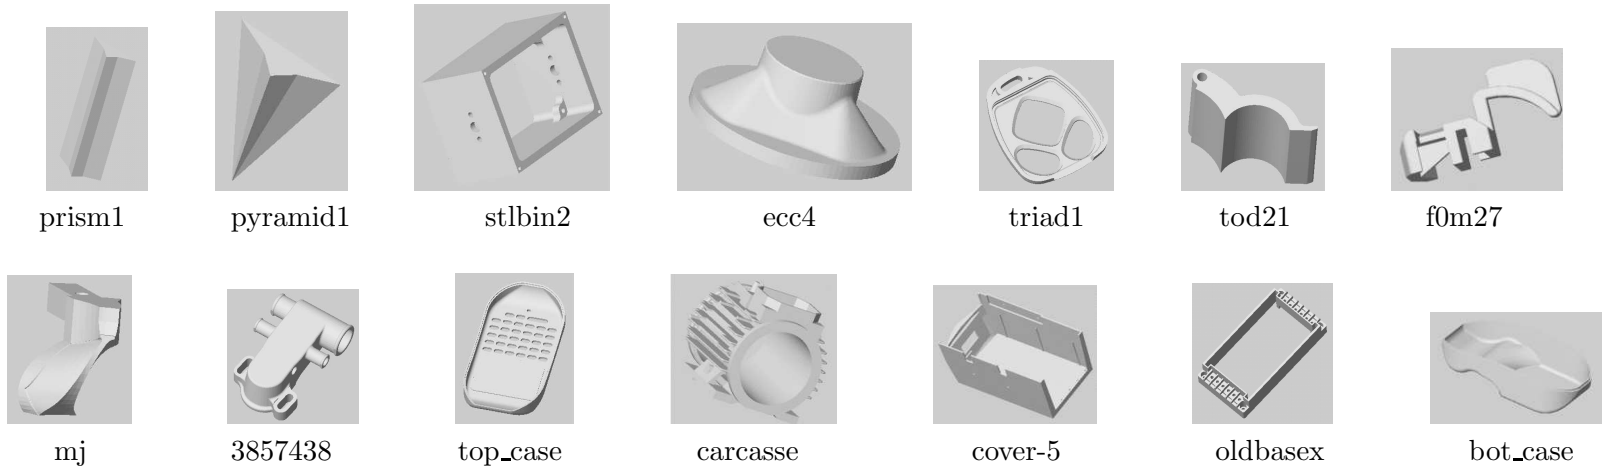 prism1 pyramid1 stlbin2 ecc4 triad1 tod21 f0m27
mj 3857438 top_case carcasse cover-5 oldbasex bot_case